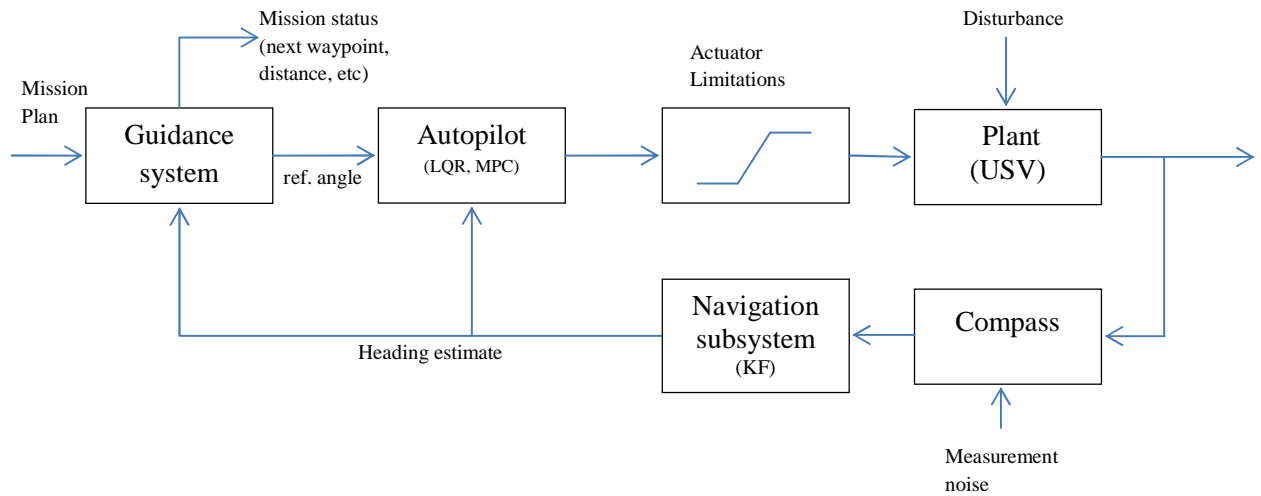 Mission status
(next waypoint,
distance, etc)
Disturbance
Actuator
Limitations
Mission
Plan
Guidance
system
ref. angle
Autopilot
(LQR, MPC)
Plant
(USV)
Navigation
subsystem
(KF)
Compass
Heading estimate
Measurement
noise